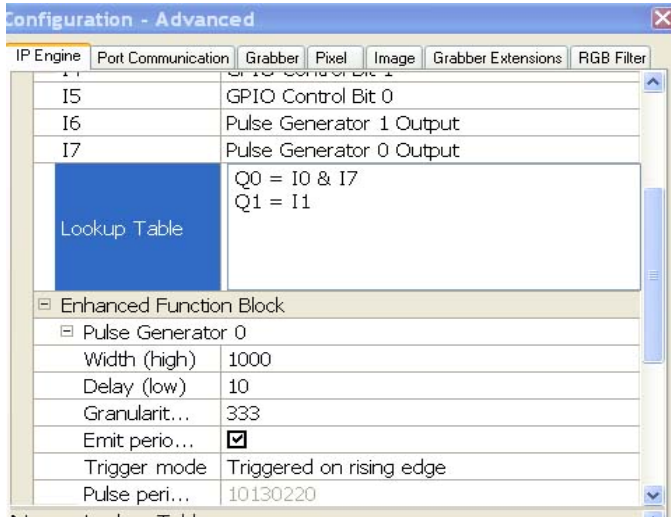 Configuration - Advanced
IP Engine Port Communication Grabber Pixel Image Grabber Extensions RGB Filter
I5 GPIO Control Bit 0
I6 Pulse Generator 1 Output
I7 Pulse Generator 0 Output
Lookup Table
Q0 = I0 & I7
Q1 = I1
Enhanced Function Block
Pulse Generator 0
Width (high) 1000
Delay (low) 10
Granularit... 333
Emit perio...
Trigger mode Triggered on rising edge
Pulse peri... 10130220